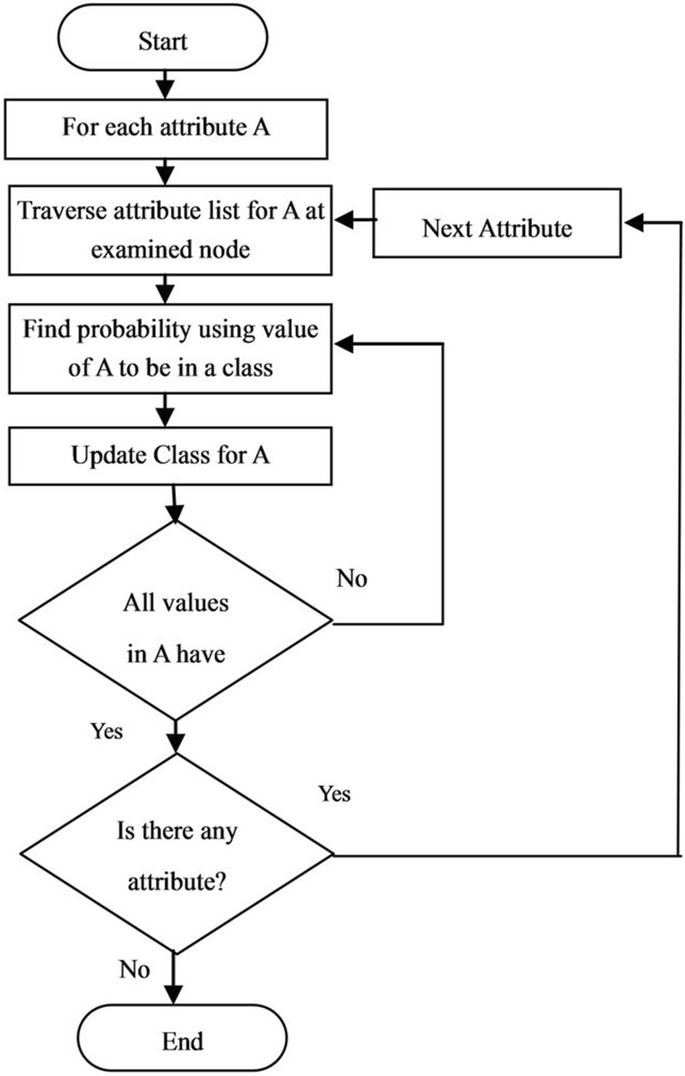 Start
For each attribute A
Traverse attribute list for A at
examined node
Next Attribute
Find probability using value
of A to be in a class
Update Class for A
All values
in A have
No
Yes
Is there any
attribute?
Yes
No
End